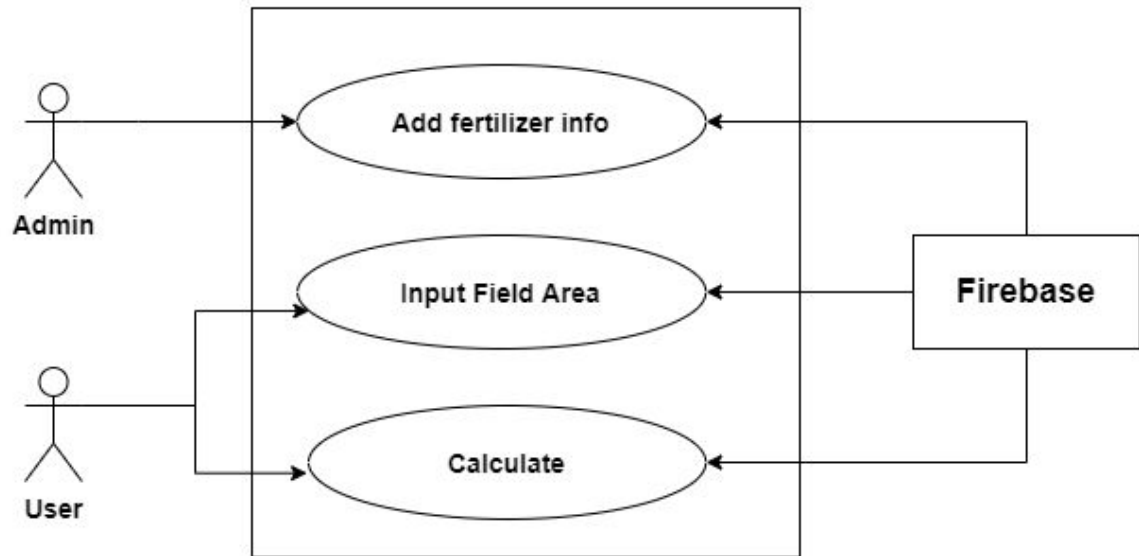 Add fertilizer info
Admin
Input Field Area
Firebase
Calculate
User